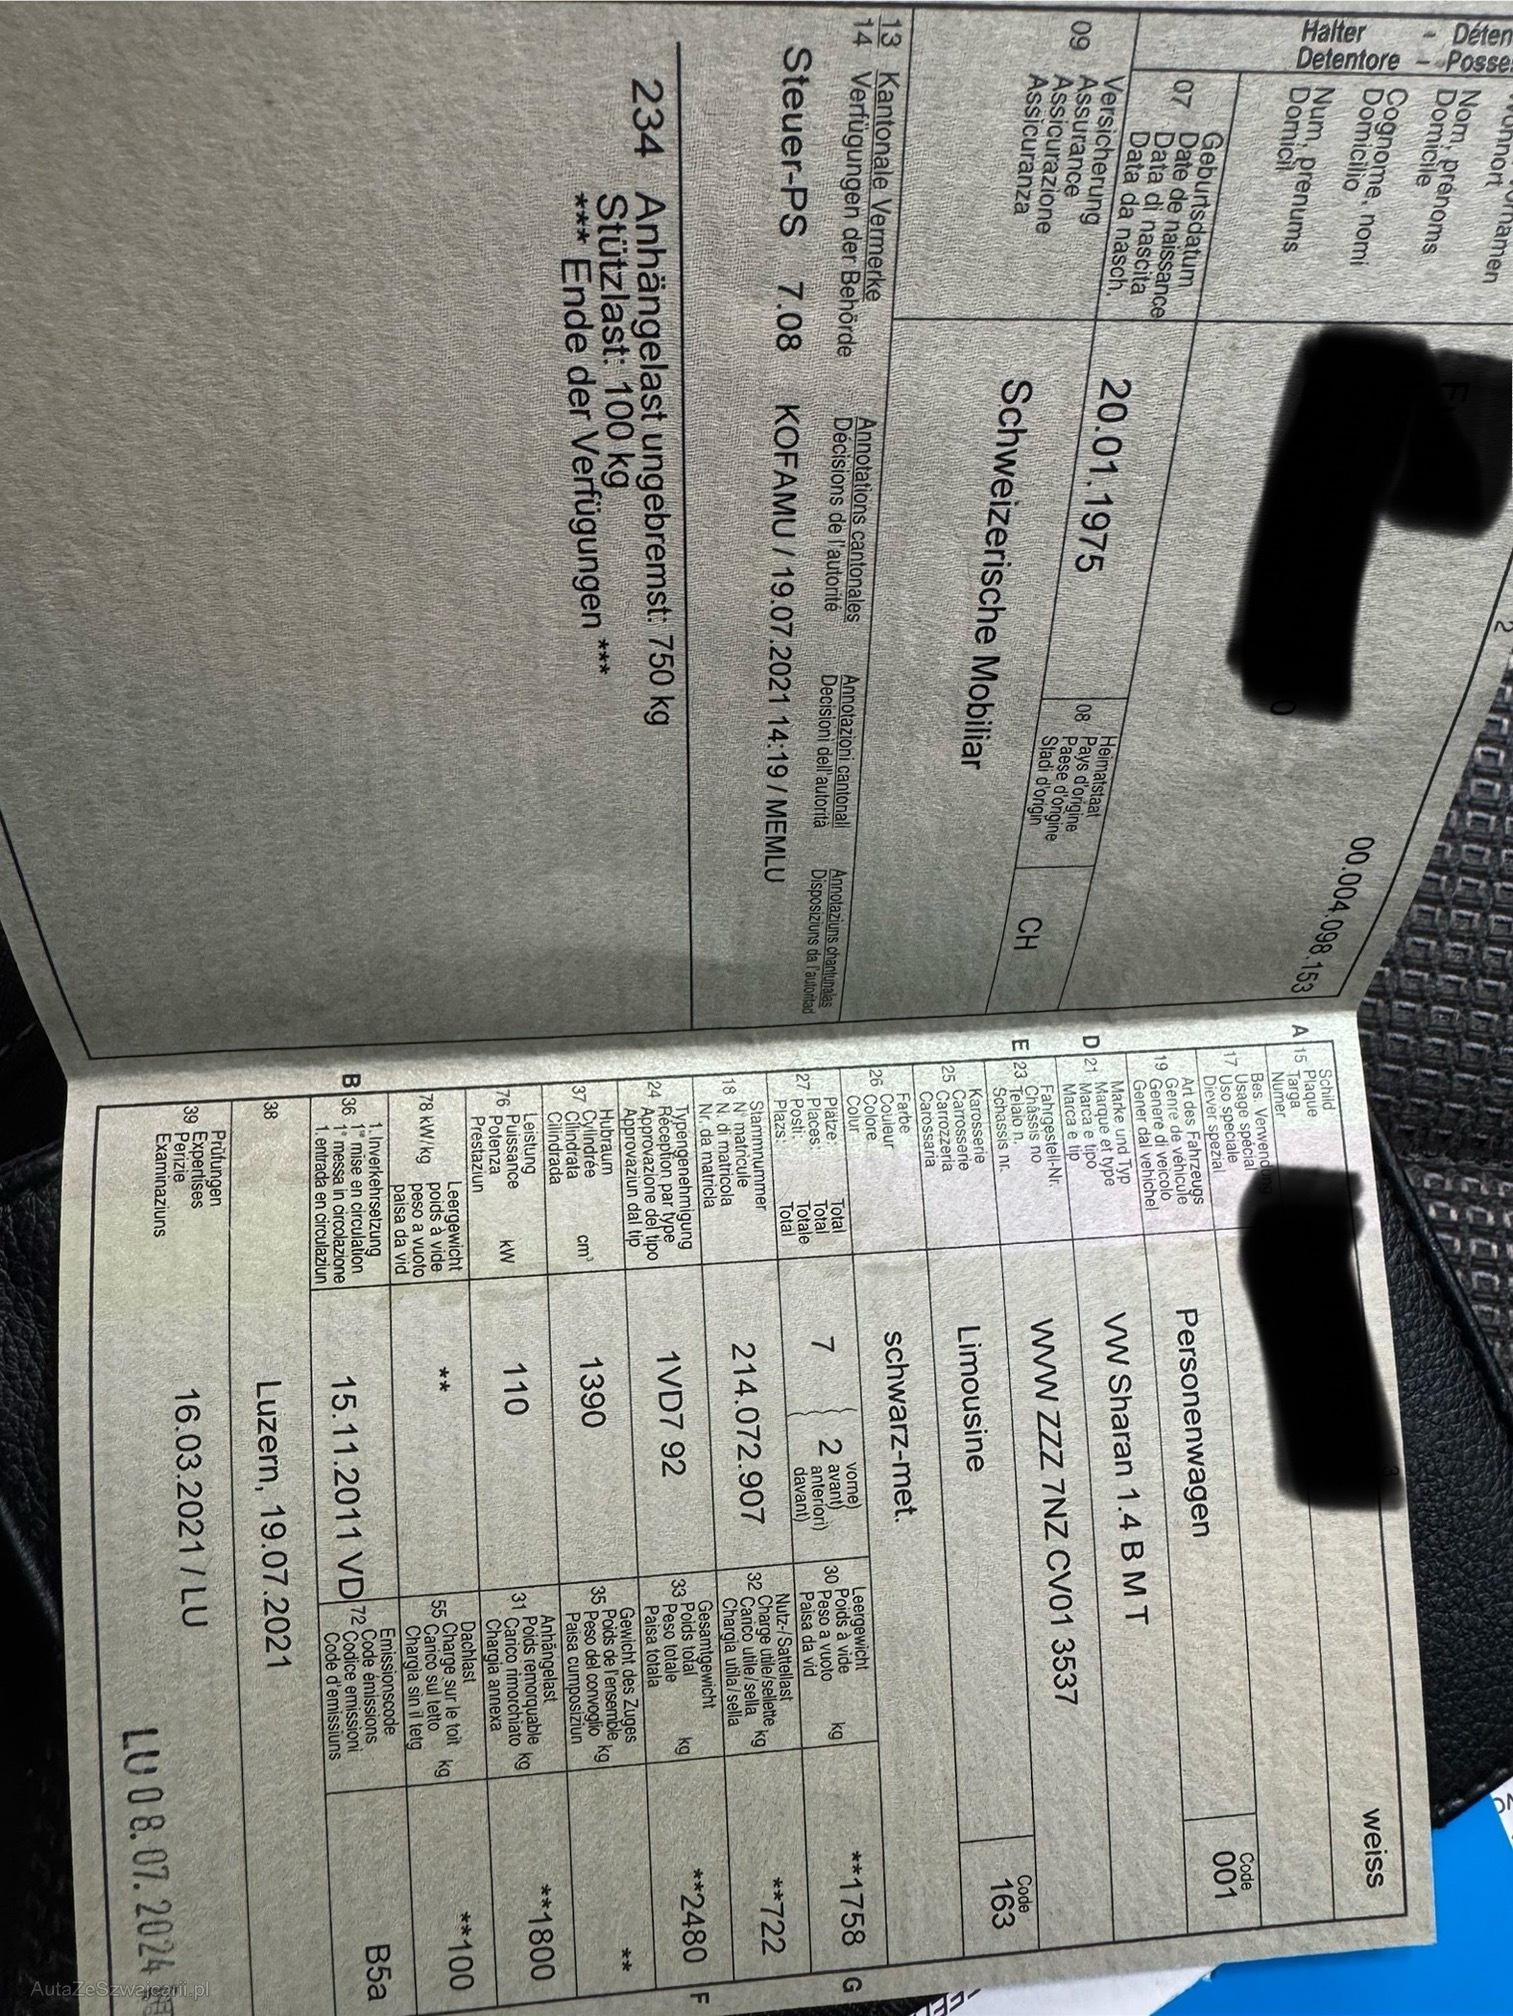 00.004.098.153
Halter - Déten
Detentore - Posse
Nom, prénoms
Domicile
Cognome, nomi
Domicilio
Num, prenums
Domicil
Geburtsdatum
07 Date de naissance
Data di nascita
Data da nasch.
20.01.1975
Heimatstaat
08 Pays d'origine
Paese d'origine
Stadi d'origin
CH
Versicherung
09 Assurance
Assicurazione
Assicuranza
Schweizerische Mobiliar
13 Kantonale Vermerke Annotations cantonales Annotazioni cantonali Annotaziuns chantunalas
14 Verfügungen der Behörde Décisions de l'autorité Decisioni dell'autorità Disposiziuns da l'autoritad
Steuer-PS 7.08 KOFAMU / 19.07.2021 14:19 / MEMLU
234 Anhängelast ungebremst: 750 kg
Stützlast: 100 kg
*** Ende der Verfügungen ***
Schild
A 15 Plaque
Targa
Numer
weiss
Bes. Verwendung
17 Usage spécial
Uso speciale
Diever spezial
Art des Fahrzeugs
19 Genre de véhicule
Genere di veicolo
Gener dal vehichel
Personenwagen
Code
001
Marke und Typ
D 21 Marque et type
Marca e tipo
Marca e tip
VW Sharan 1.4 B M T
Fahrgestell-Nr.
E 23 Châssis no
Telaio n.
Schassis nr.
WVW ZZZ 7NZ CV01 3537
Karosserie
25 Carrosserie
Carrozzeria
Carossaria
Limousine
Code
163
Farbe
26 Couleur
Colore
Colur
schwarz-met.
Plätze: Total
27 Places: Total
Posti: Totale
Plazs: Total
7
2
vorne)
avant)
anteriori)
davant)
Leergewicht
30 Poids à vide
Peso a vuoto kg
Paisa da vid
**1758 G
Stammnummer
18 N° matricule
N. di matricola
Nr. da matricla
214.072.907
Nutz-/Sattellast
32 Charge utile/sellette kg
Carico utile/sella
Chargia utila/sella
**722
Typengenehmigung
24 Réception par type
Approvazione del tipo
Approvaziun dal tip
1VD7 92
Gesamtgewicht
33 Poids total
Peso totale kg
Paisa totala
**2480 F
Hubraum
37 Cylindrée
Cilindrata cm³
Cilindrada
1390
Gewicht des Zuges
35 Poids de l'ensemble
Peso del convoglio kg
Paisa cumposiziun
**
Leistung
76 Puissance
Potenza kW
Prestaziun
110
Anhängelast
31 Poids remorquable kg
Carico rimorchiato
Chargia annexa
**1800
Leergewicht
78 kW/kg poids à vide
peso a vuoto
paisa da vid
**
Dachlast
55 Charge sur le toit
Carico sul tetto kg
Chargia sin il tetg
**100
1. Inverkehrsetzung
B 36 1re mise en circulation
1a messa in circolazione
1. entrada en circulaziun
15.11.2011 VD
Emissionscode
72 Code émissions
Codice emissioni
Code d'emissiuns
B5a
38
Luzern, 19.07.2021
Prüfungen
39 Expertises
Perizie
Examinaziuns
16.03.2021 / LU
LU 08.07.2024
AutaZeSzwajcarii.pl